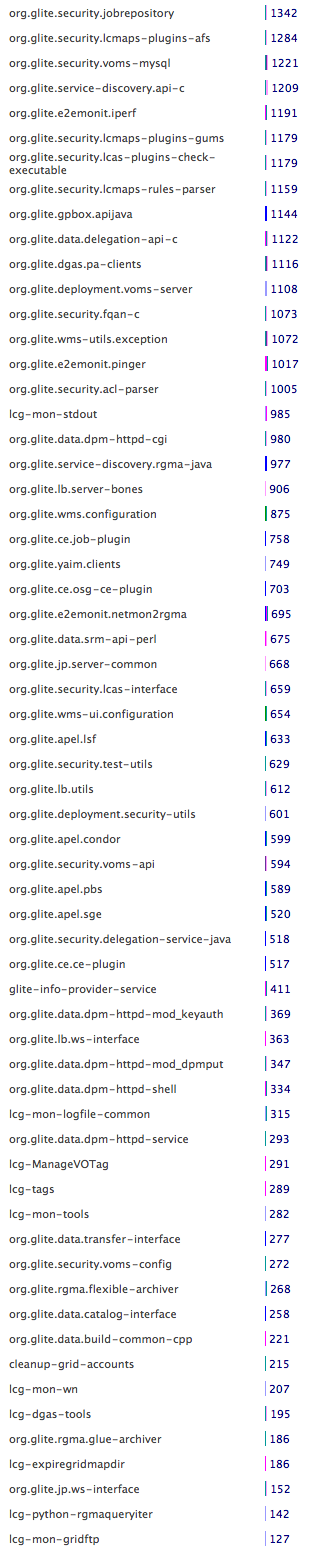 org.glite.security.jobrepository 1342
org.glite.security.lcmaps-plugins-afs 1284
org.glite.security.voms-mysql 1221
org.glite.service-discovery.api-c 1209
org.glite.e2emonit.iperf 1191
org.glite.security.lcmaps-plugins-gums 1179
org.glite.security.lcas-plugins-check-
executable 1179
org.glite.security.lcmaps-rules-parser 1159
org.glite.gpbox.apijava 1144
org.glite.data.delegation-api-c 1122
org.glite.dgas.pa-clients 1116
org.glite.deployment.voms-server 1108
org.glite.security.fqan-c 1073
org.glite.wms-utils.exception 1072
org.glite.e2emonit.pinger 1017
org.glite.security.acl-parser 1005
lcg-mon-stdout 985
org.glite.data.dpm-httpd-cgi 980
org.glite.service-discovery.rgma-java 977
org.glite.lb.server-bones 906
org.glite.wms.configuration 875
org.glite.ce.job-plugin 758
org.glite.yaim.clients 749
org.glite.ce.osg-ce-plugin 703
org.glite.e2emonit.netmon2rgma 695
org.glite.data.srm-api-perl 675
org.glite.jp.server-common 668
org.glite.security.lcas-interface 659
org.glite.wms-ui.configuration 654
org.glite.apel.lsf 633
org.glite.security.test-utils 629
org.glite.lb.utils 612
org.glite.deployment.security-utils 601
org.glite.apel.condor 599
org.glite.security.voms-api 594
org.glite.apel.pbs 589
org.glite.apel.sge 520
org.glite.security.delegation-service-java 518
org.glite.ce.ce-plugin 517
glite-info-provider-service 411
org.glite.data.dpm-httpd-mod_keyauth 369
org.glite.lb.ws-interface 363
org.glite.data.dpm-httpd-mod_dpmput 347
org.glite.data.dpm-httpd-shell 334
lcg-mon-logfile-common 315
org.glite.data.dpm-httpd-service 293
lcg-ManageVOTag 291
lcg-tags 289
lcg-mon-tools 282
org.glite.data.transfer-interface 277
org.glite.security.voms-config 272
org.glite.rgma.flexible-archiver 268
org.glite.data.catalog-interface 258
org.glite.data.build-common-cpp 221
cleanup-grid-accounts 215
lcg-mon-wn 207
lcg-dgas-tools 195
org.glite.rgma.glue-archiver 186
lcg-expiregridmapdir 186
org.glite.jp.ws-interface 152
lcg-python-rgmaqueryiter 142
lcg-mon-gridftp 127